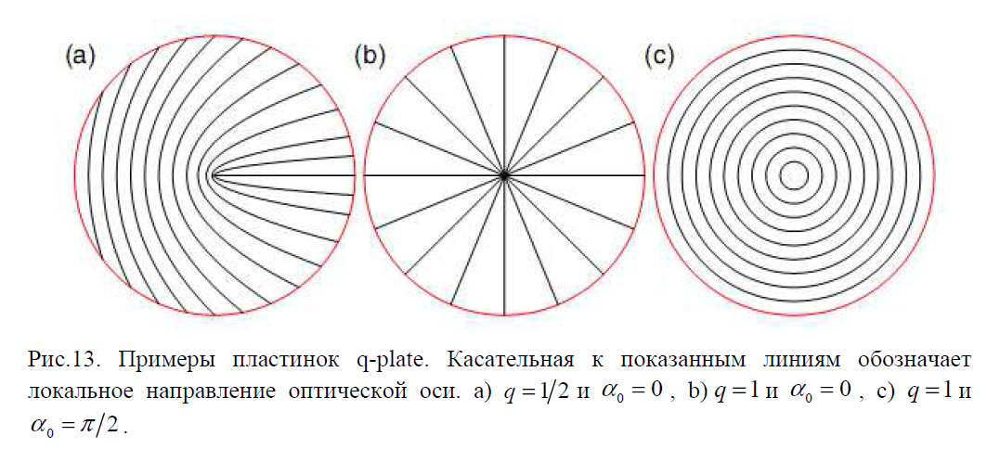 (a) (b) (c)
Рис.13. Примеры пластинок q-plate. Касательная к показанным линиям обозначает
локальное направление оптической оси. a) q = 1/2 и α₀ = 0 , b) q = 1 и α₀ = 0 , c) q = 1 и
α₀ = π/2 .